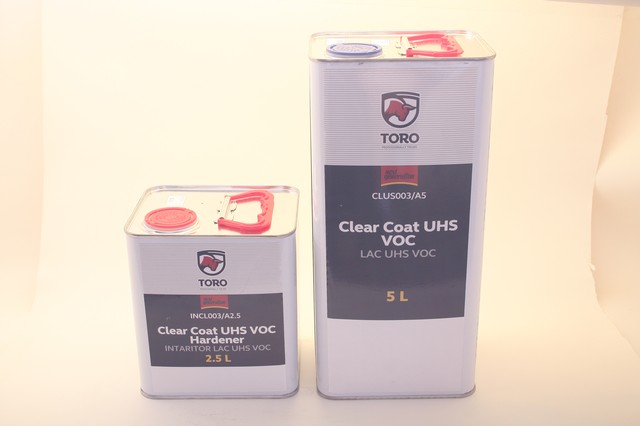 TORO
INCL003/A2.5
Clear Coat UHS VOC
Hardener
INTARITOR LAC UHS VOC
2.5 L
TORO
CLUS003/A5
Clear Coat UHS
VOC
LAC UHS VOC
5 L